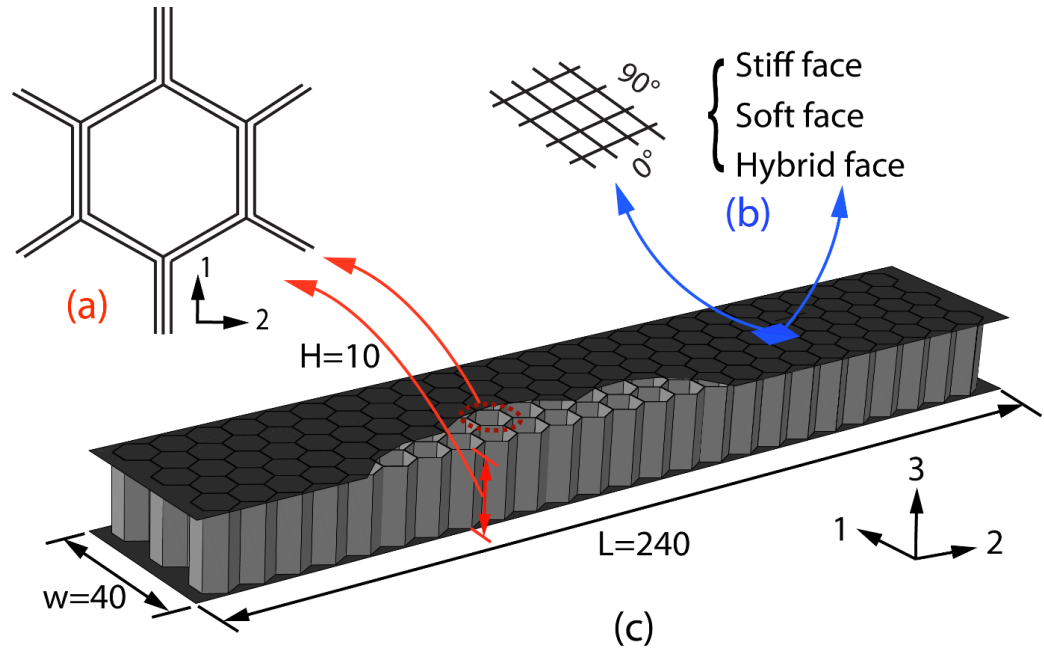 90°
0°
Stiff face
Soft face
Hybrid face
(b)
1
2
(a)
H=10
3
1
2
L=240
w=40
(c)